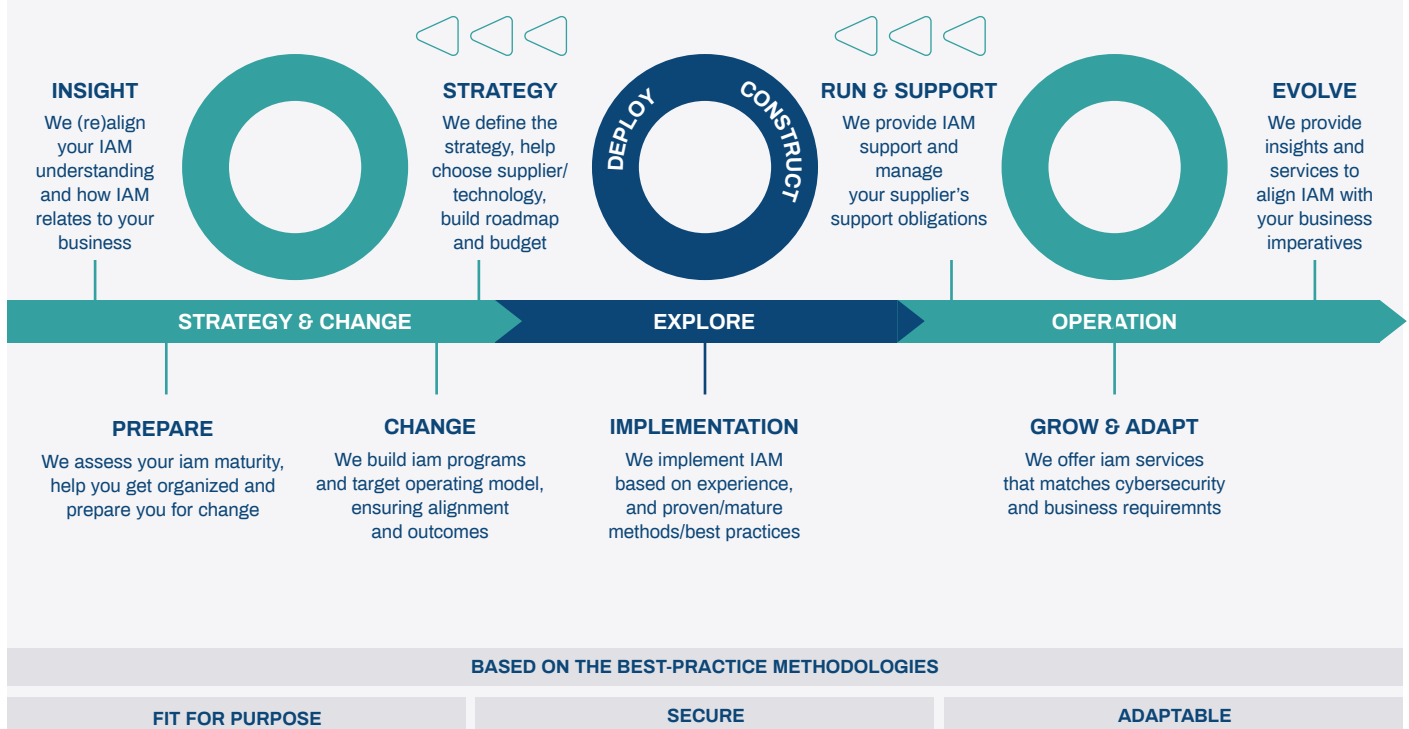 INSIGHT
We (re)align
your IAM
understanding
and how IAM
relates to your
business
STRATEGY
We define the
strategy, help
choose supplier/
technology,
build roadmap
and budget
DEPLOY
CONSTRUCT
RUN & SUPPORT
We provide IAM
support and
manage
your supplier’s
support obligations
EVOLVE
We provide
insights and
services to
align IAM with
your business
imperatives
STRATEGY & CHANGE
EXPLORE
OPERATION
PREPARE
We assess your iam maturity,
help you get organized and
prepare you for change
CHANGE
We build iam programs
and target operating model,
ensuring alignment
and outcomes
IMPLEMENTATION
We implement IAM
based on experience,
and proven/mature
methods/best practices
GROW & ADAPT
We offer iam services
that matches cybersecurity
and business requiremnts
BASED ON THE BEST-PRACTICE METHODOLOGIES
FIT FOR PURPOSE
SECURE
ADAPTABLE